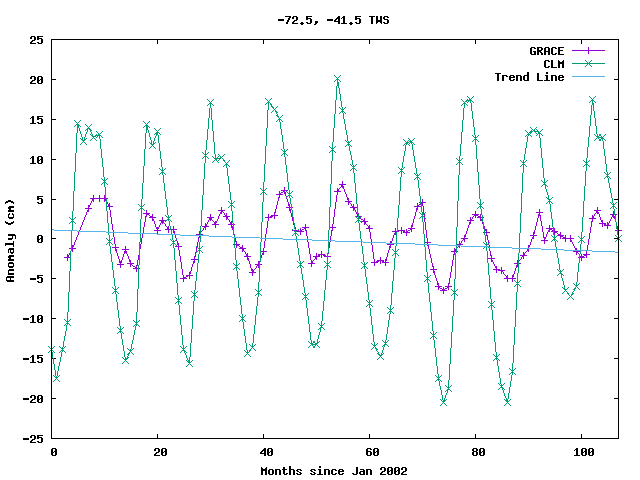 -72.5, -41.5 TWS
GRACE
CLM
Trend Line
25
20
15
10
5
0
-5
-10
-15
-20
-25
Anomaly (cm)
0 20 40 60 80 100
Months since Jan 2002